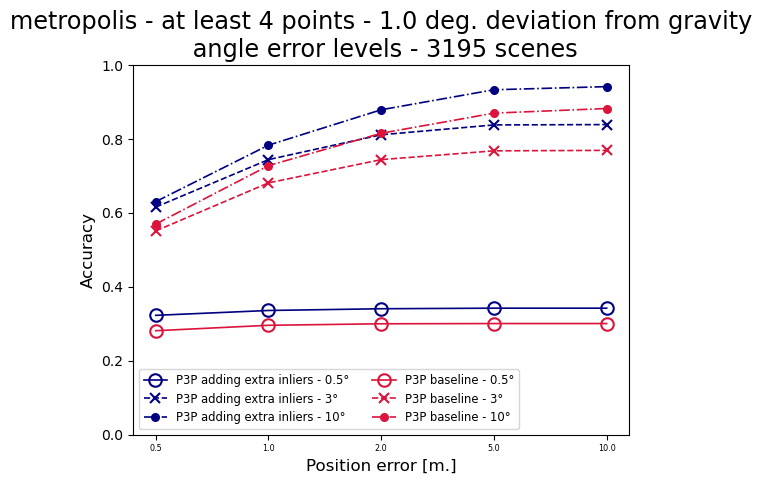 metropolis - at least 4 points - 1.0 deg. deviation from gravity
angle error levels - 3195 scenes
1.0
0.8
0.6
0.4
0.2
0.0
Accuracy
P3P adding extra inliers - 0.5°
P3P adding extra inliers - 3°
P3P adding extra inliers - 10°
P3P baseline - 0.5°
P3P baseline - 3°
P3P baseline - 10°
0.5 1.0 2.0 5.0 10.0
Position error [m.]